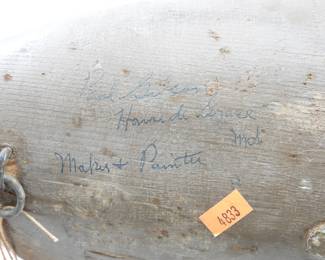 Paul Gibson
Havre de Grace
Md
Maker & Painter
4833